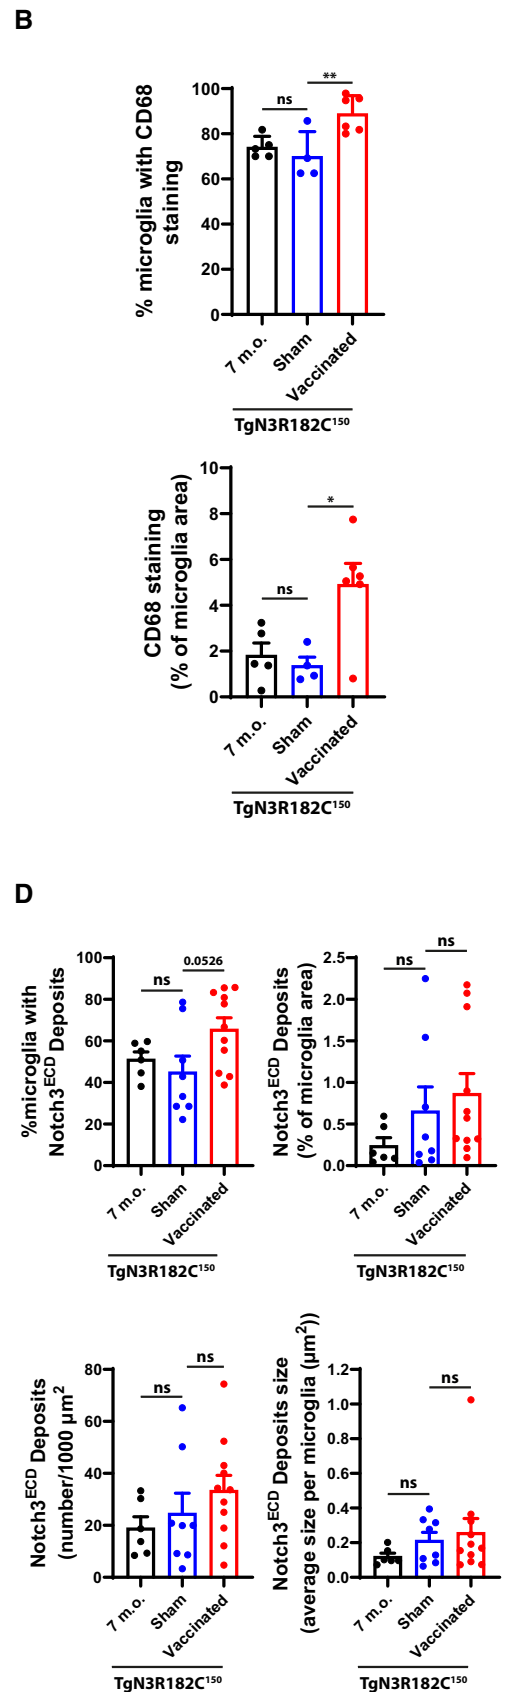 B
% microglia with CD68
staining
100
80
60
40
20
0
ns
**
7 m.o.
Sham
Vaccinated
TgN3R182C¹⁵⁰
CD68 staining
(% of microglia area)
10
8
6
4
2
0
ns
*
7 m.o.
Sham
Vaccinated
TgN3R182C¹⁵⁰
D
%microglia with
Notch3ᴱᶜᴰ Deposits
100
80
60
40
20
0
ns
0.0526
7 m.o.
Sham
Vaccinated
TgN3R182C¹⁵⁰
Notch3ᴱᶜᴰ Deposits
(% of microglia area)
2.5
2.0
1.5
1.0
0.5
0.0
ns
ns
7 m.o.
Sham
Vaccinated
TgN3R182C¹⁵⁰
Notch3ᴱᶜᴰ Deposits
(number/1000 µm²
80
60
40
20
0
ns
ns
7 m.o.
Sham
Vaccinated
TgN3R182C¹⁵⁰
Notch3ᴱᶜᴰ Deposits size
(average size per microglia (µm²))
1.2
1.0
0.8
0.6
0.4
0.2
0.0
ns
ns
7 m.o.
Sham
Vaccinated
TgN3R182C¹⁵⁰